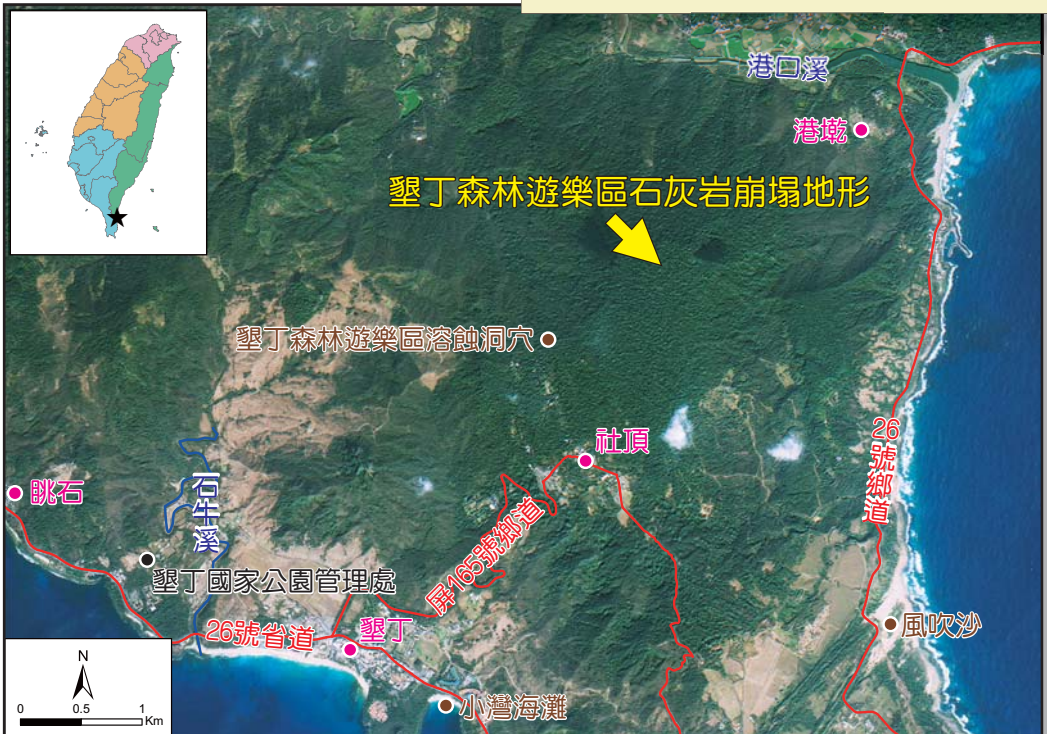 港口溪
港墘
墾丁森林遊樂區石灰岩崩塌地形
墾丁森林遊樂區溶蝕洞穴
社頂
26號鄉道
眺石
石牛溪
屏165號鄉道
墾丁國家公園管理處
26號省道
墾丁
風吹沙
小灣海灘
N
0 0.5 1
Km